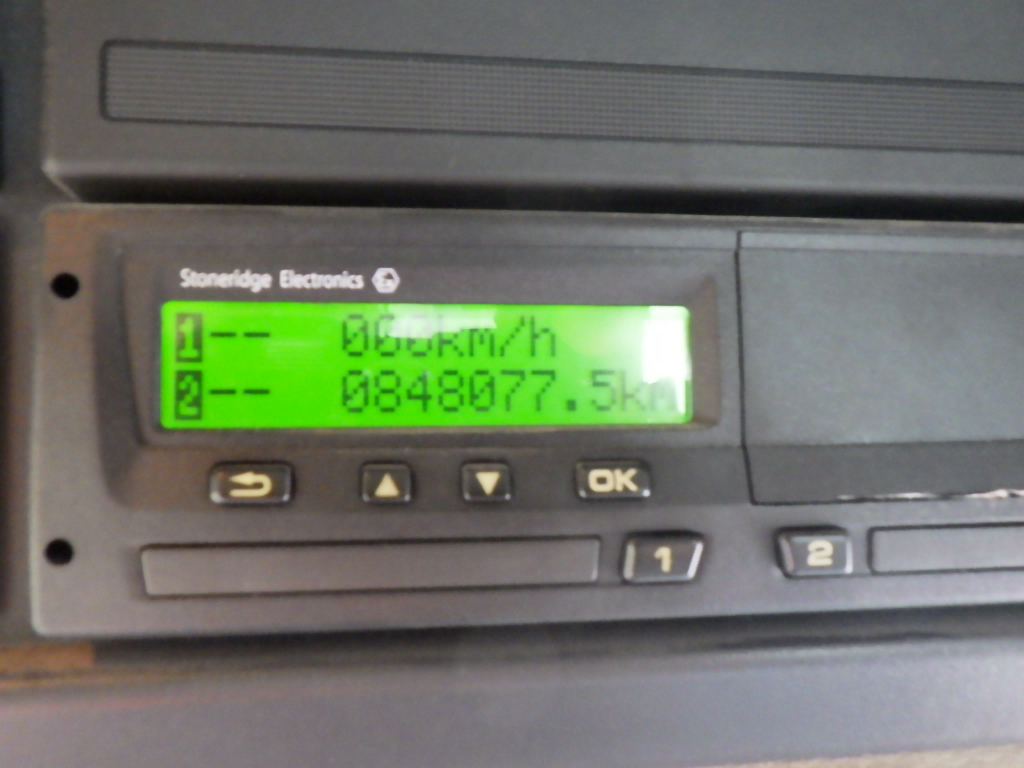 Stoneridge Electronics
1-- 000km/h
2-- 0848077.5km
OK
1
2